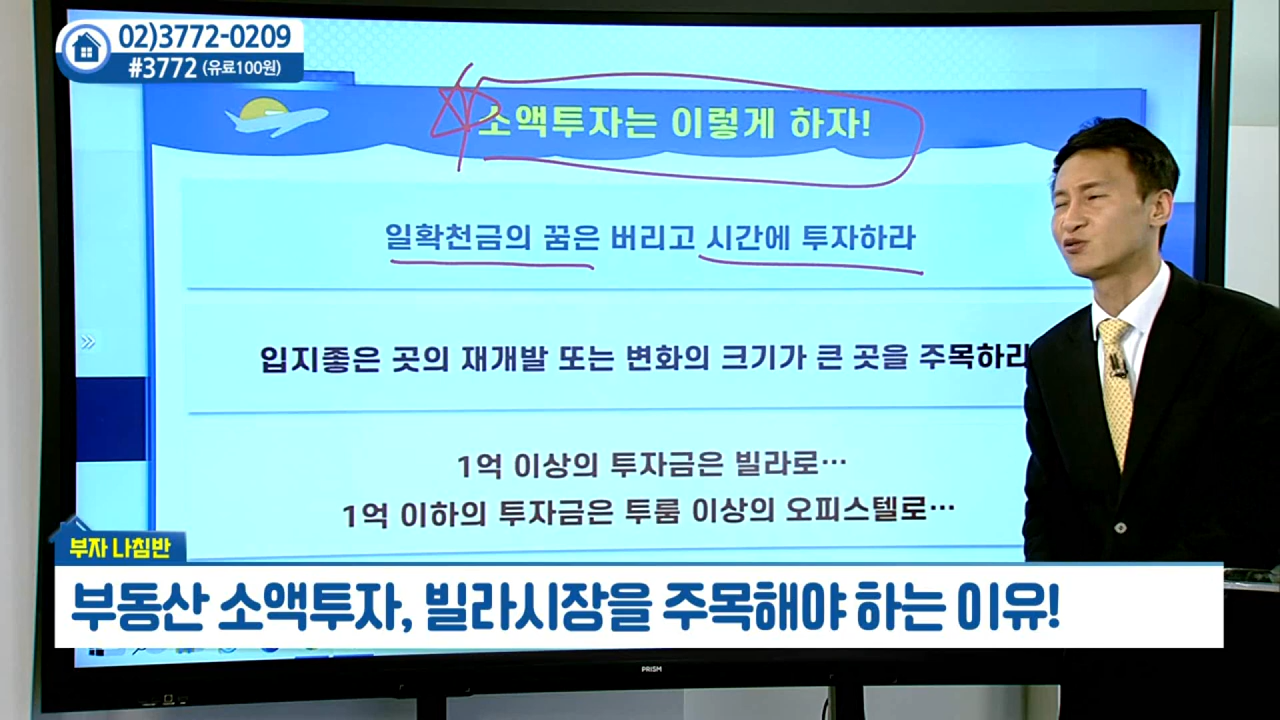 02)3772-0209
#3772 (유료100원)
소액투자는 이렇게 하자!
일확천금의 꿈은 버리고 시간에 투자하라
입지좋은 곳의 재개발 또는 변화의 크기가 큰 곳을 주목하라
1억 이상의 투자금은 빌라로…
1억 이하의 투자금은 투룸 이상의 오피스텔로…
부자 나침반
부동산 소액투자, 빌라시장을 주목해야 하는 이유!
PRISM